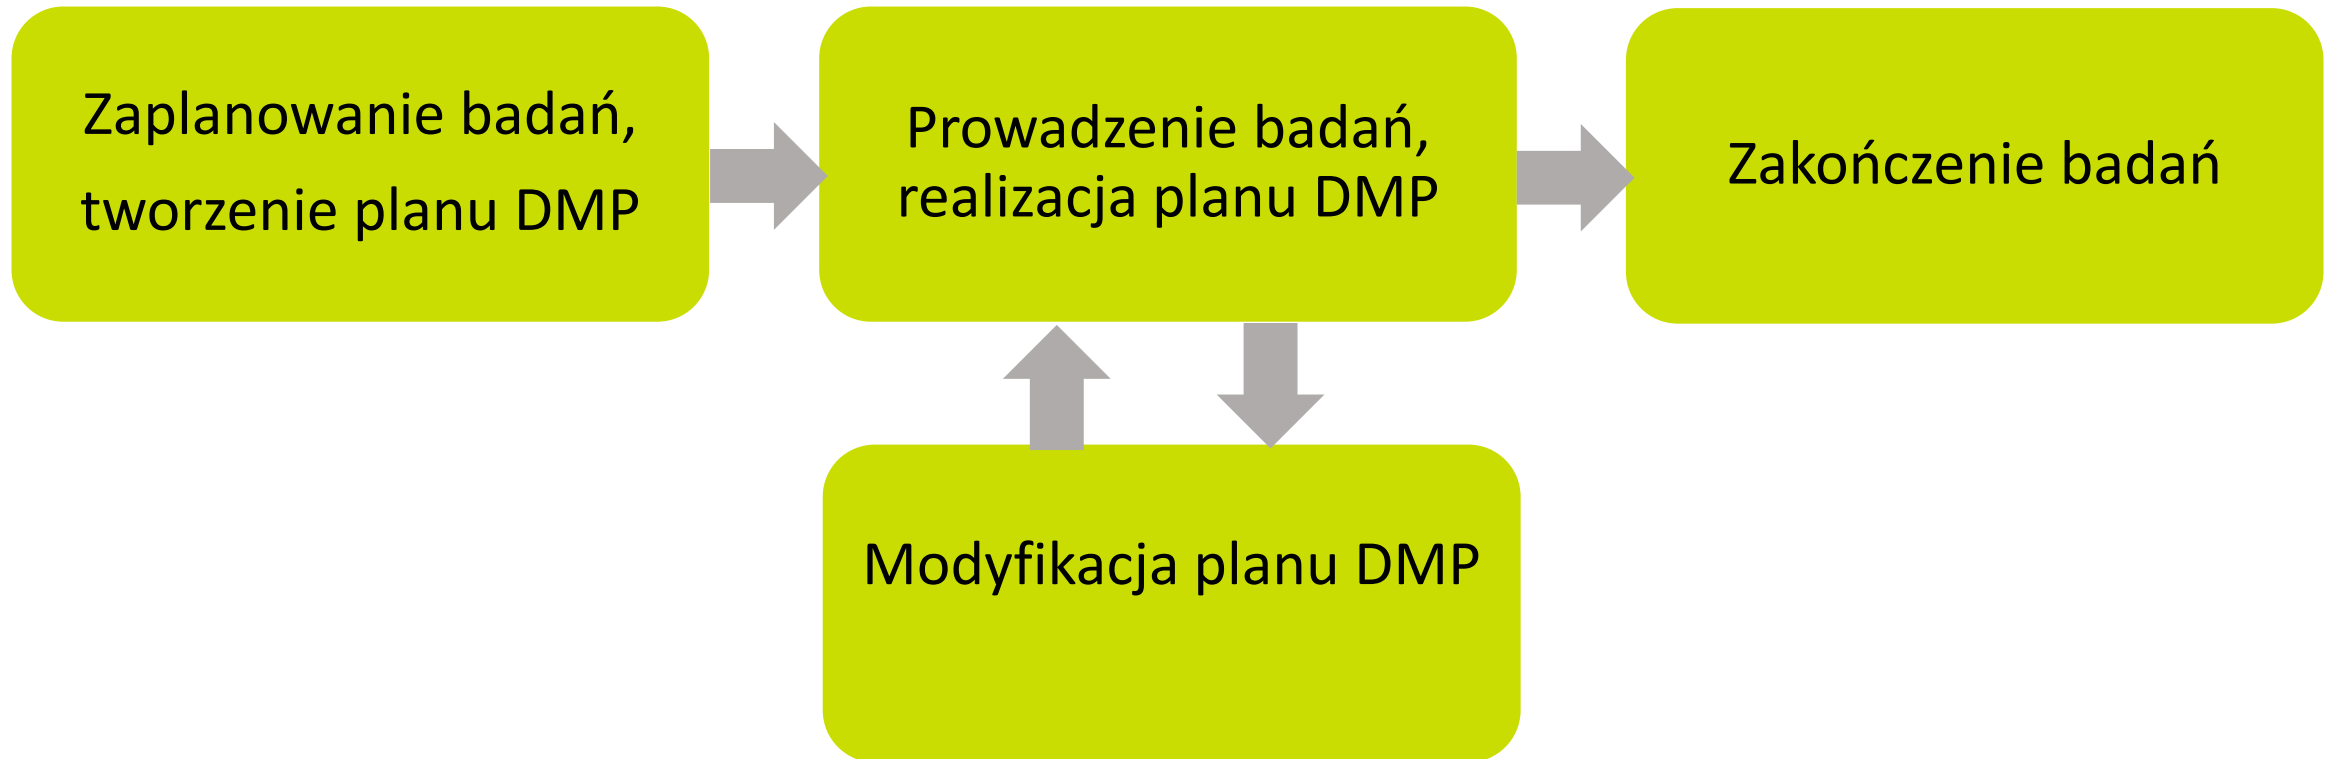 Zaplanowanie badań,
tworzenie planu DMP
Prowadzenie badań,
realizacja planu DMP
Zakończenie badań
Modyfikacja planu DMP